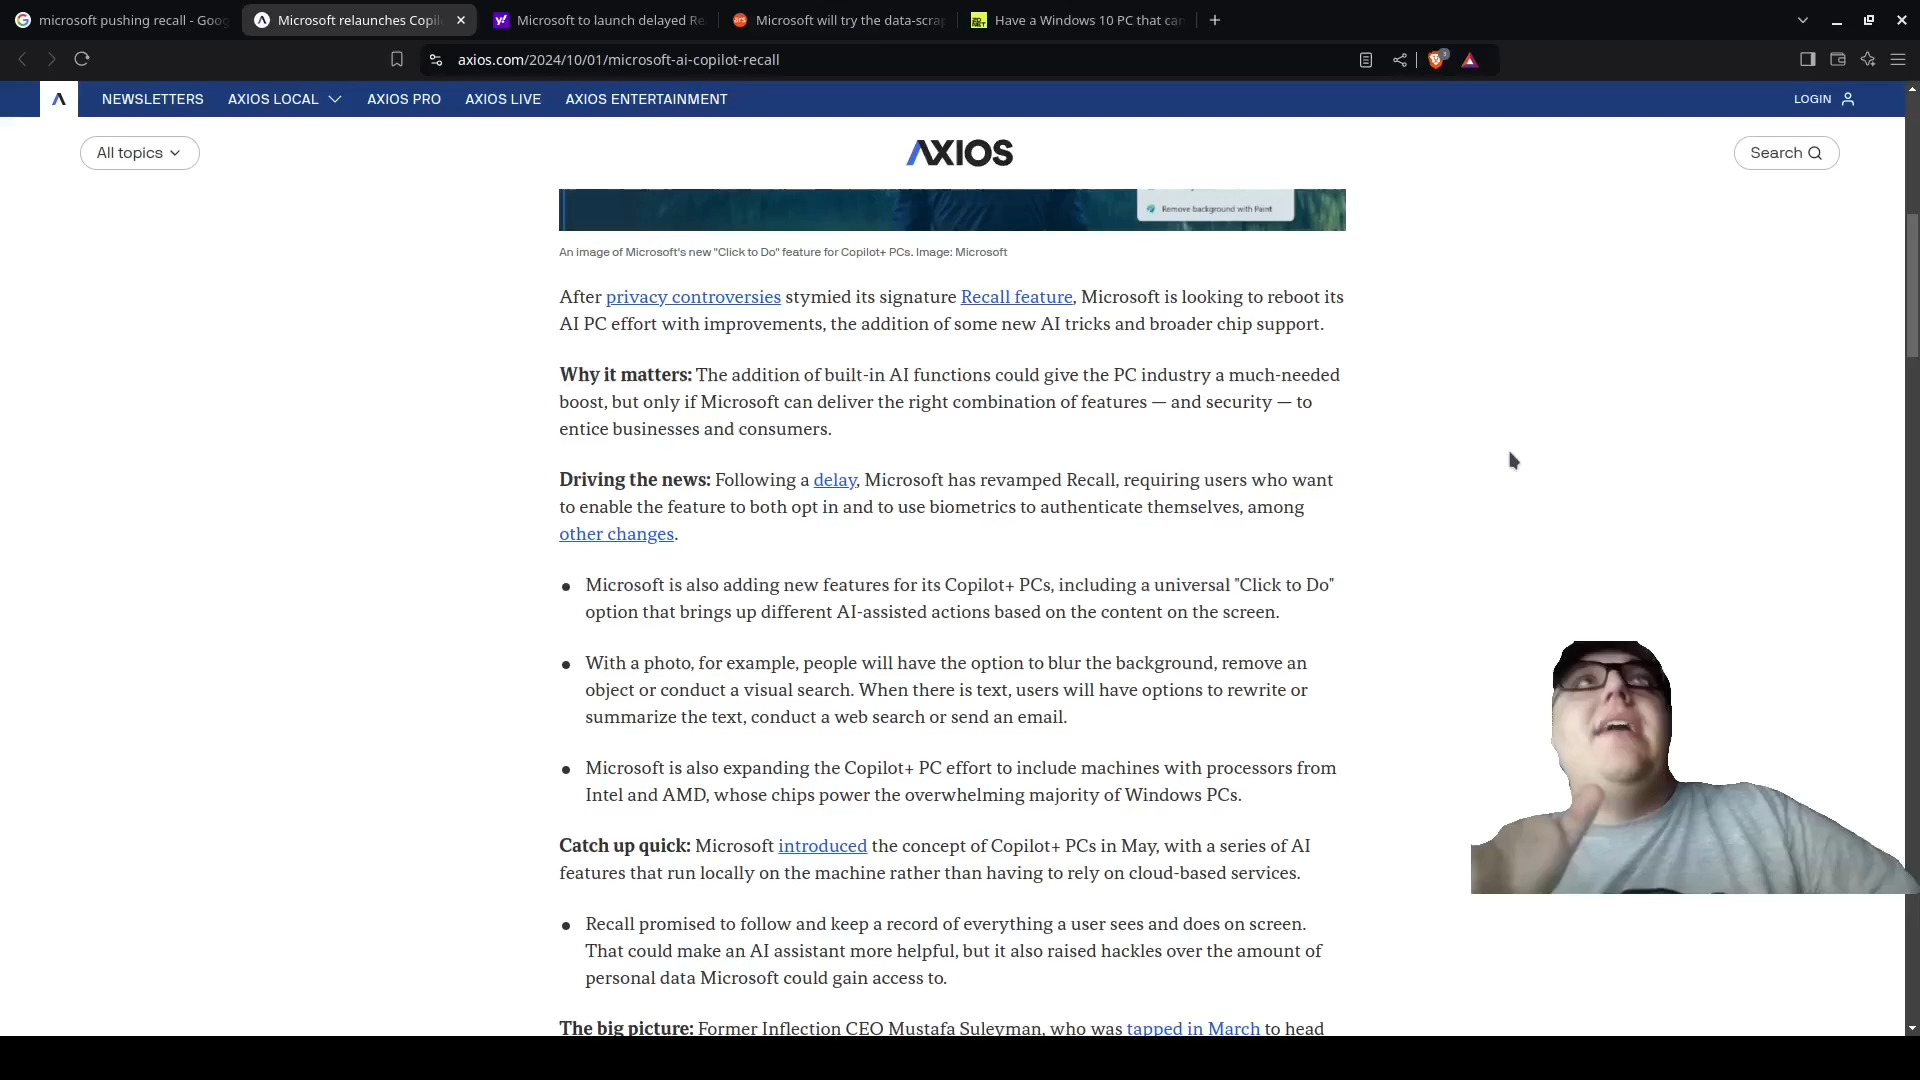 microsoft pushing recall - Goog
Microsoft relaunches Copil
Microsoft to launch delayed Re
Microsoft will try the data-scrap
Have a Windows 10 PC that can
axios.com/2024/10/01/microsoft-ai-copilot-recall
3
NEWSLETTERS AXIOS LOCAL AXIOS PRO AXIOS LIVE AXIOS ENTERTAINMENT LOGIN
All topics AXIOS Search
Remove background with Paint
An image of Microsoft's new "Click to Do" feature for Copilot+ PCs. Image: Microsoft
After privacy controversies stymied its signature Recall feature, Microsoft is looking to reboot its
AI PC effort with improvements, the addition of some new AI tricks and broader chip support.
Why it matters: The addition of built-in AI functions could give the PC industry a much-needed
boost, but only if Microsoft can deliver the right combination of features — and security — to
entice businesses and consumers.
Driving the news: Following a delay, Microsoft has revamped Recall, requiring users who want
to enable the feature to both opt in and to use biometrics to authenticate themselves, among
other changes.
● Microsoft is also adding new features for its Copilot+ PCs, including a universal "Click to Do"
option that brings up different AI-assisted actions based on the content on the screen.
● With a photo, for example, people will have the option to blur the background, remove an
object or conduct a visual search. When there is text, users will have options to rewrite or
summarize the text, conduct a web search or send an email.
● Microsoft is also expanding the Copilot+ PC effort to include machines with processors from
Intel and AMD, whose chips power the overwhelming majority of Windows PCs.
Catch up quick: Microsoft introduced the concept of Copilot+ PCs in May, with a series of AI
features that run locally on the machine rather than having to rely on cloud-based services.
● Recall promised to follow and keep a record of everything a user sees and does on screen.
That could make an AI assistant more helpful, but it also raised hackles over the amount of
personal data Microsoft could gain access to.
The big picture: Former Inflection CEO Mustafa Suleyman, who was tapped in March to head